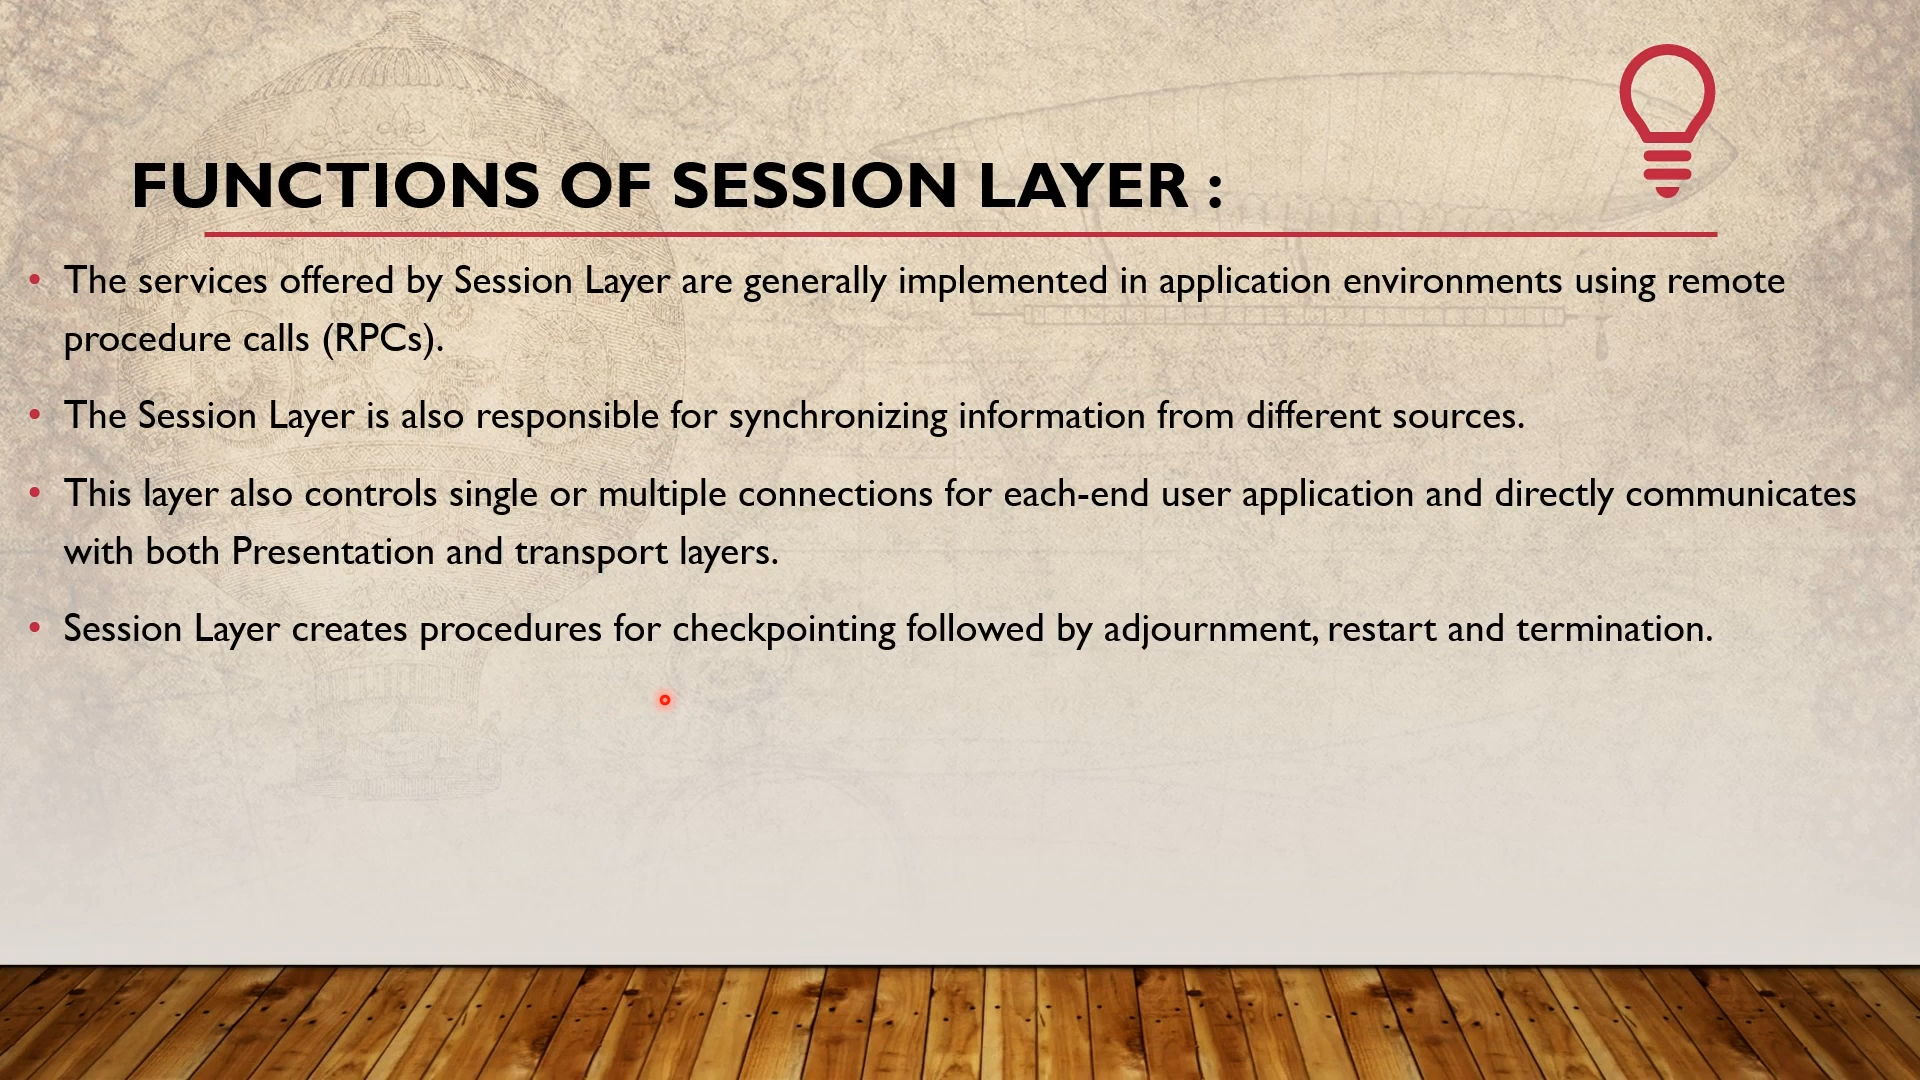 FUNCTIONS OF SESSION LAYER :
• The services offered by Session Layer are generally implemented in application environments using remote
procedure calls (RPCs).
• The Session Layer is also responsible for synchronizing information from different sources.
• This layer also controls single or multiple connections for each-end user application and directly communicates
with both Presentation and transport layers.
• Session Layer creates procedures for checkpointing followed by adjournment, restart and termination.